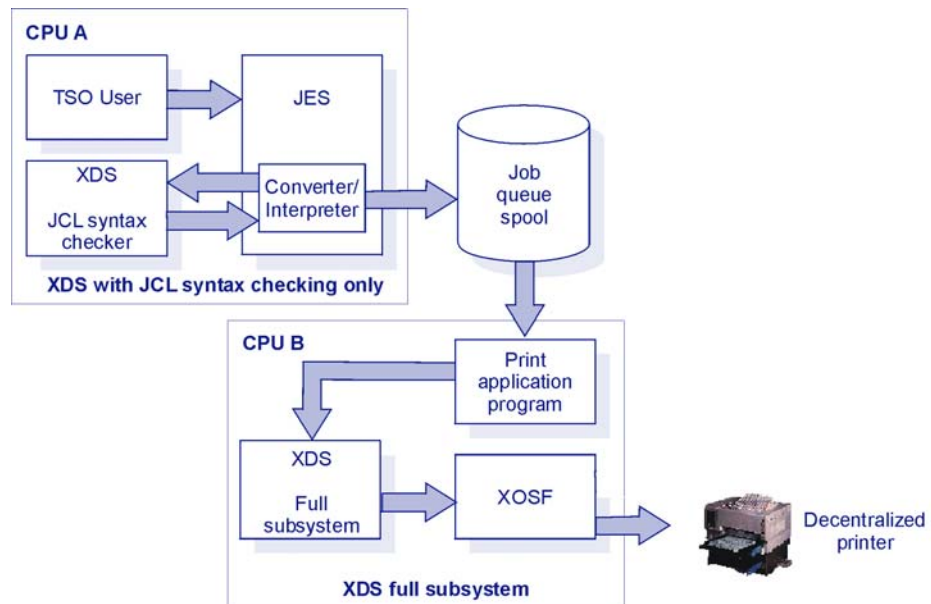 CPU A
TSO User
JES
XDS
JCL syntax
checker
Converter/
Interpreter
Job
queue
spool
XDS with JCL syntax checking only
CPU B
Print
application
program
XDS
Full
subsystem
XOSF
Decentralized
printer
XDS full subsystem